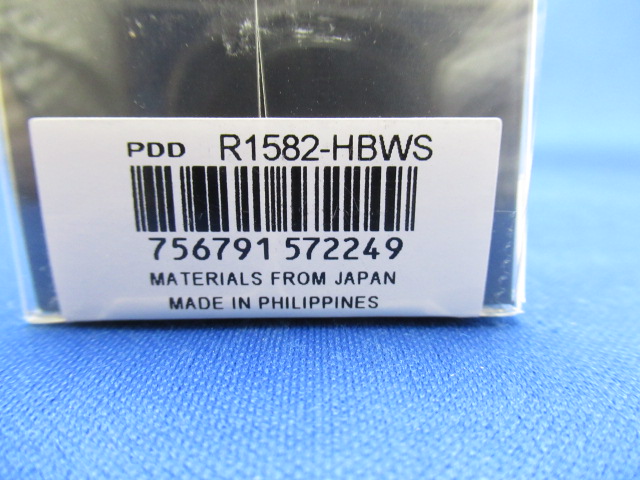 PDD R1582-HBWS
756791 572249
MATERIALS FROM JAPAN
MADE IN PHILIPPINES